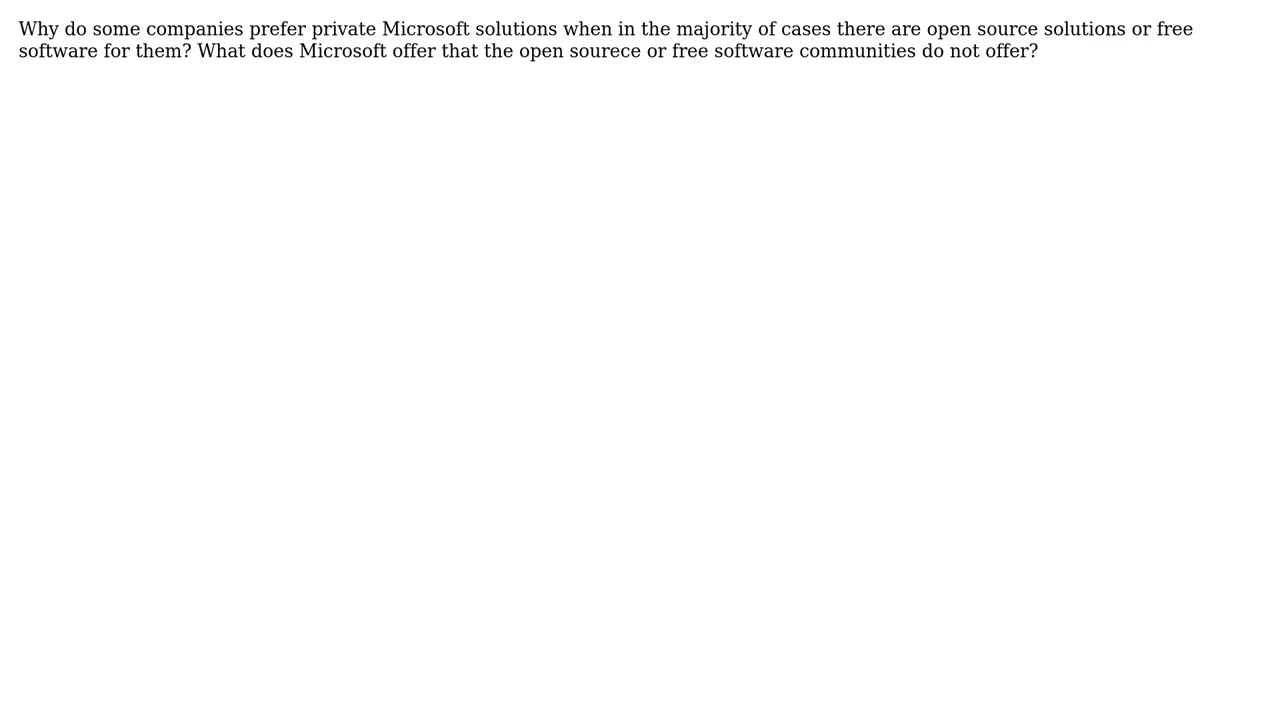 Why do some companies prefer private Microsoft solutions when in the majority of cases there are open source solutions or free
software for them? What does Microsoft offer that the open sourece or free software communities do not offer?